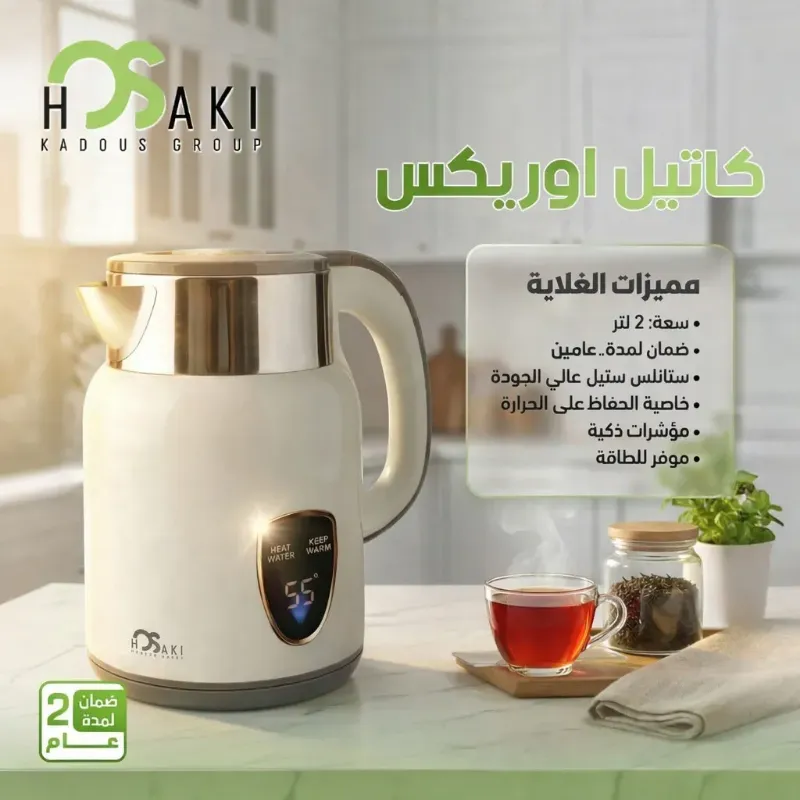 HOSAKI
KADOUS GROUP
كاتيل اوريكس
مميزات الغلاية
• سعة: 2 لتر
• ضمان لمدة.. عامين
• ستانلس ستيل عالي الجودة
• خاصية الحفاظ على الحرارة
• مؤشرات ذكية
• موفر للطاقة
HEAT WATER
KEEP WARM
55°
HOSAKI
ضمان
لمدة
2
عام